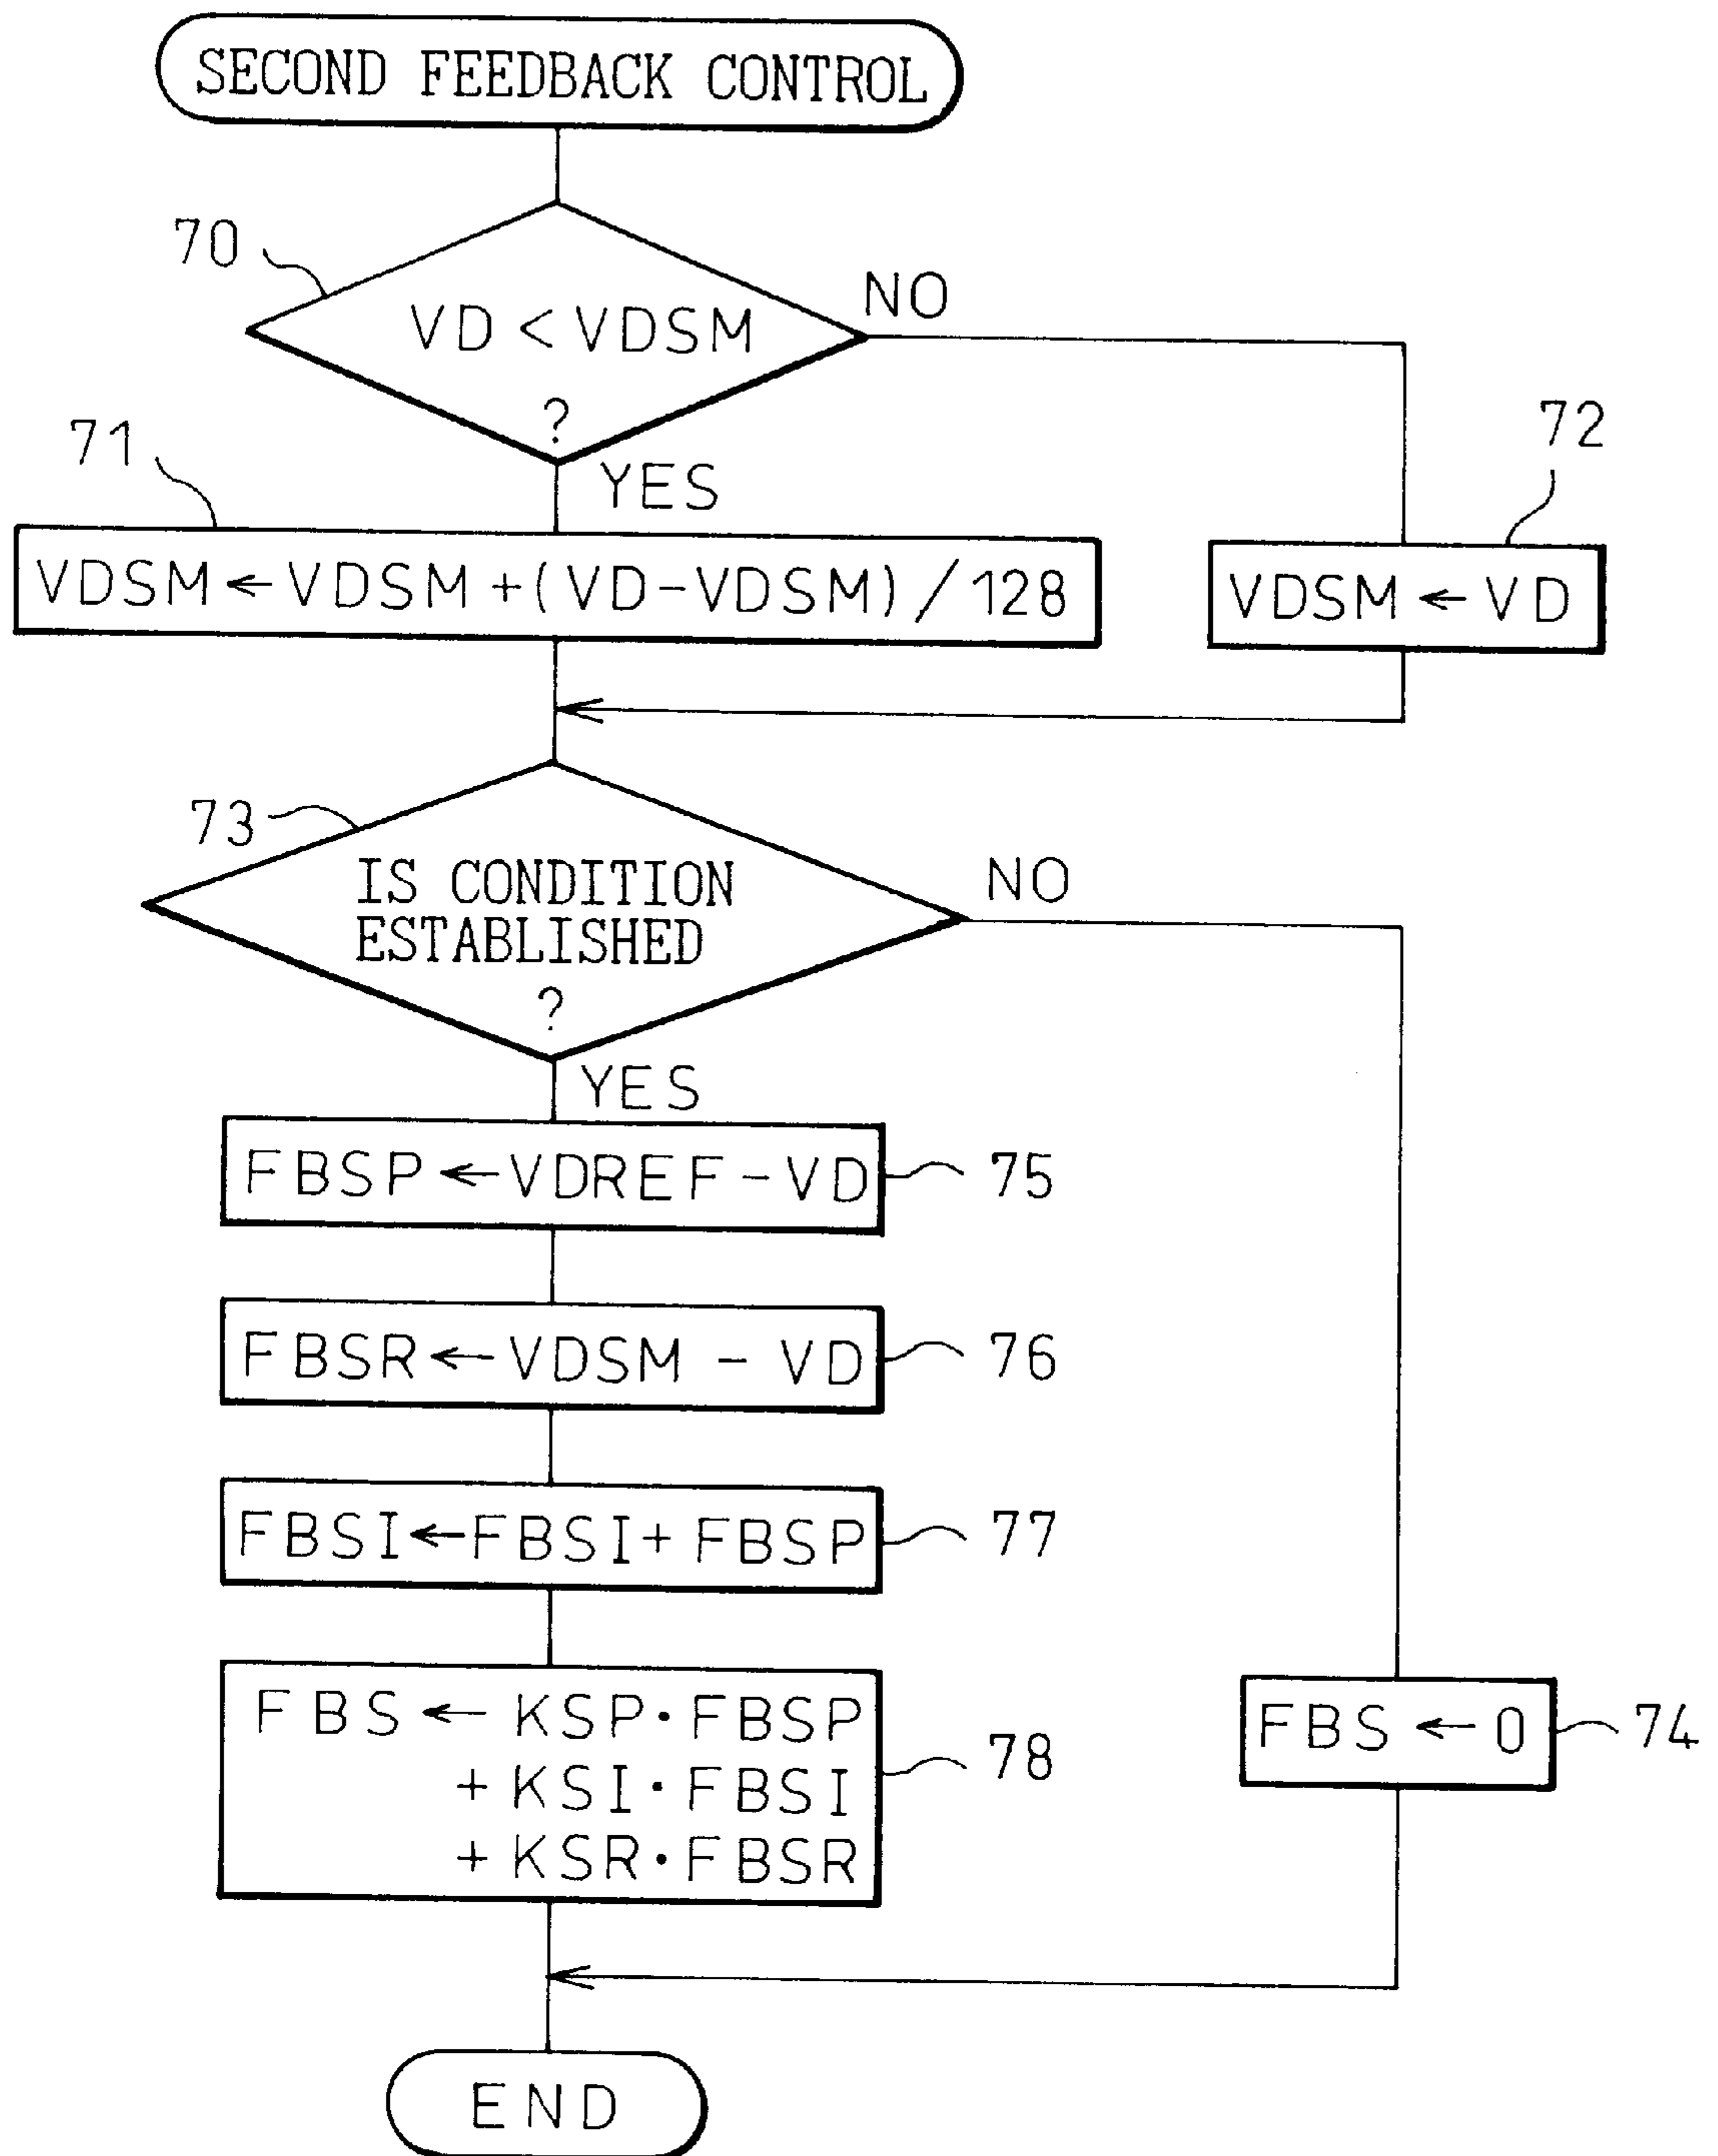 SECOND FEEDBACK CONTROL
70
VD < VDSM
?
NO
YES
71
VDSM ← VDSM + (VD - VDSM) / 128
72
VDSM ← VD
73
IS CONDITION
ESTABLISHED
?
NO
YES
FBSP ← VDREF - VD
75
FBSR ← VDSM - VD
76
FBSI ← FBSI + FBSP
77
FBS ← KSP・FBSP
+ KSI・FBSI
+ KSR・FBSR
78
FBS ← 0
74
END